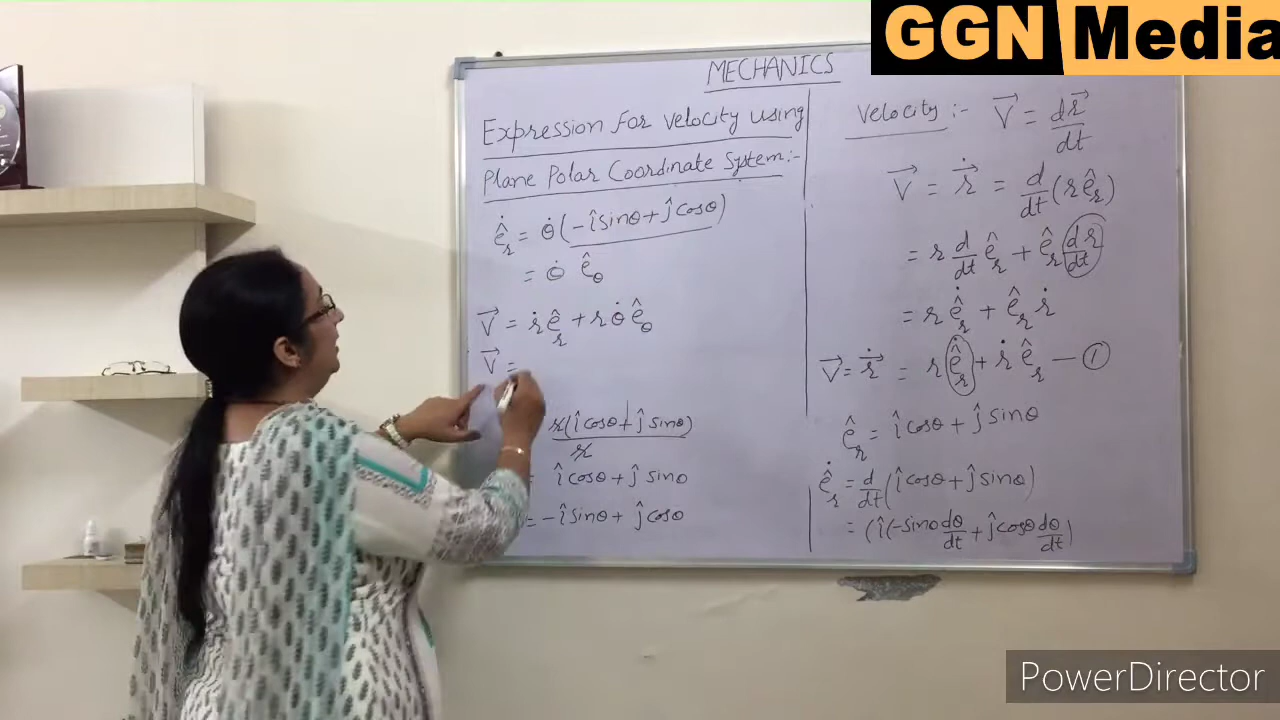 GGN Media
MECHANICS
Expression for velocity using
Plane Polar Coordinate System:-
ê̇_r = θ̇(-î sinθ + ĵ cosθ)
= θ̇ ê_θ
V⃗ = ṙ ê_r + r θ̇ ê_θ
V⃗ =
r(î cosθ + ĵ sinθ)
r
= î cosθ + ĵ sinθ
= -î sinθ + ĵ cosθ
Velocity :- V⃗ = dr⃗/dt
V⃗ = ṙ⃗ = d/dt (r ê_r)
= r d/dt ê_r + ê_r dr/dt
= r ê̇_r + ê_r ṙ
V⃗ = ṙ⃗ = r ê̇_r + ṙ ê_r — ①
ê_r = î cosθ + ĵ sinθ
ê̇_r = d/dt (î cosθ + ĵ sinθ)
= (î(-sinθ dθ/dt + ĵ cosθ dθ/dt)
PowerDirector